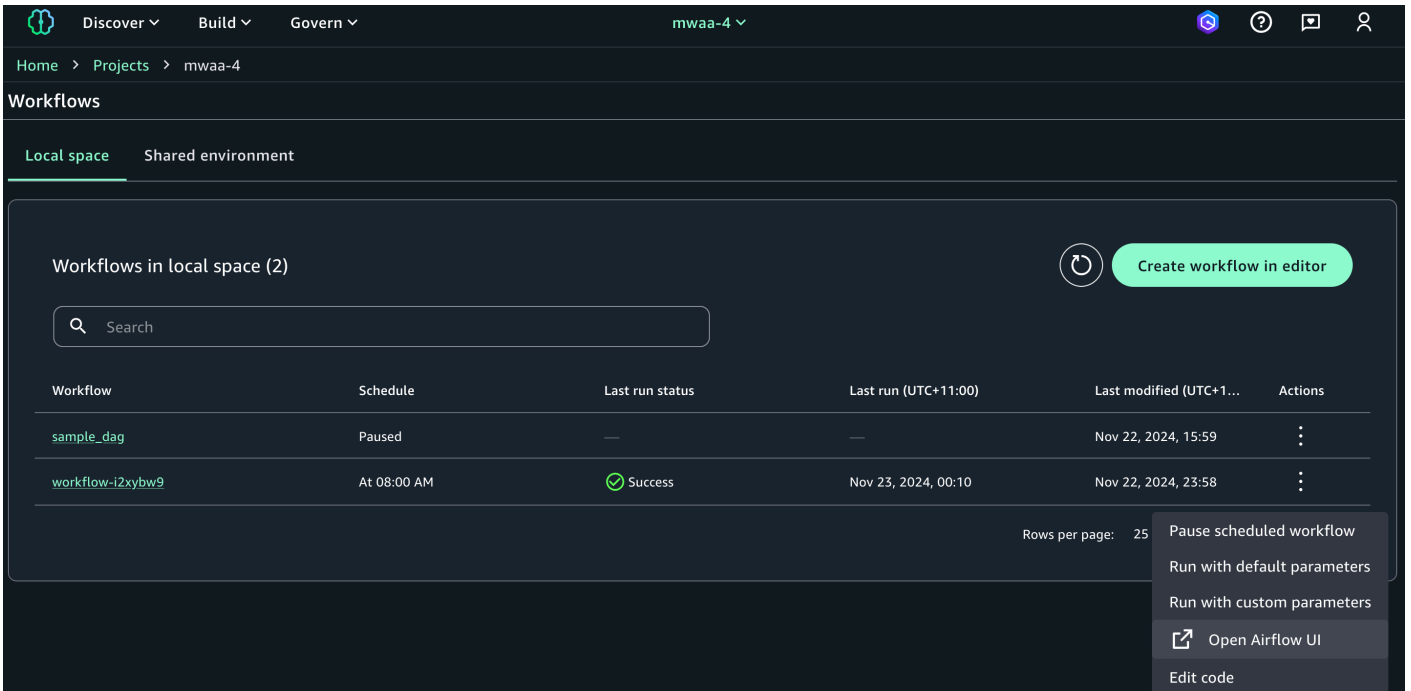 Discover Build Govern mwaa-4
Home > Projects > mwaa-4
Workflows
Local space Shared environment
Workflows in local space (2) Create workflow in editor
Search
Workflow Schedule Last run status Last run (UTC+11:00) Last modified (UTC+1... Actions
sample_dag Paused — — Nov 22, 2024, 15:59
workflow-i2xybw9 At 08:00 AM Success Nov 23, 2024, 00:10 Nov 22, 2024, 23:58
Rows per page: 25
Pause scheduled workflow
Run with default parameters
Run with custom parameters
Open Airflow UI
Edit code